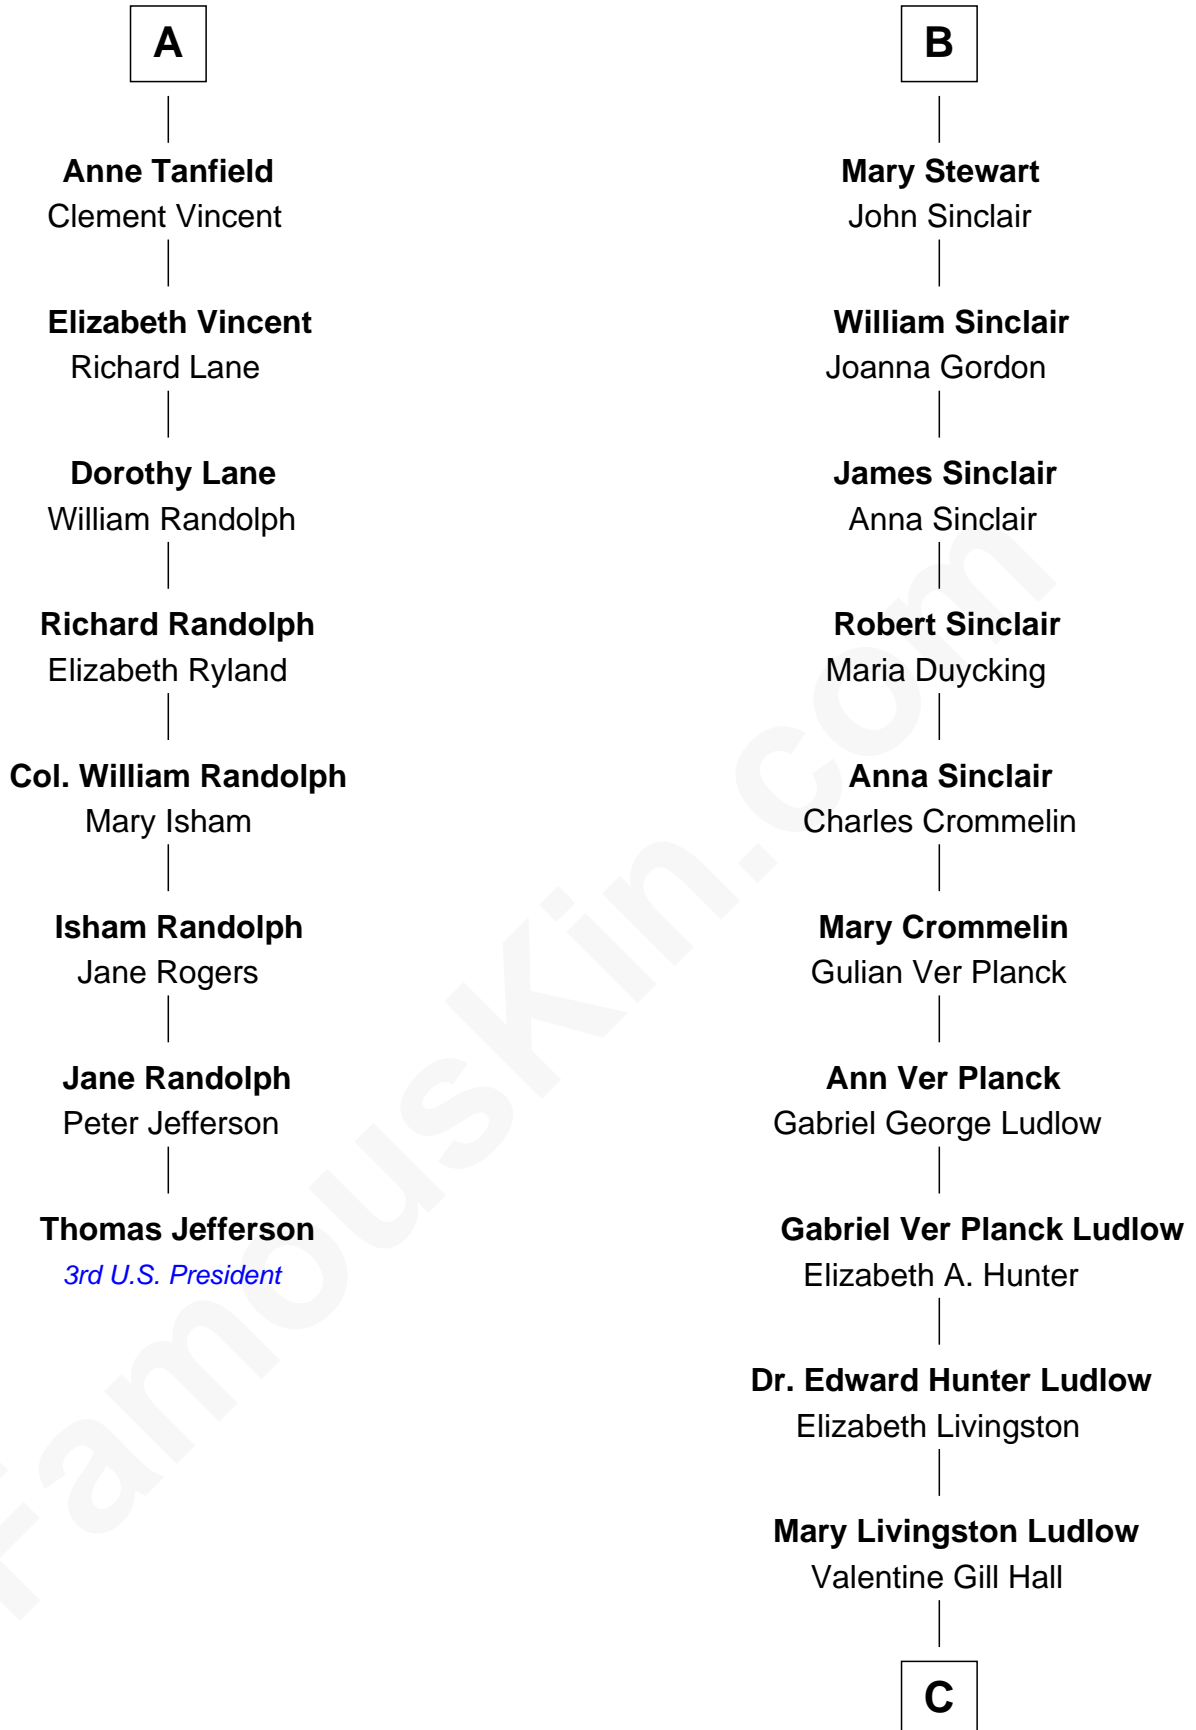 A
Anne Tanfield
Clement Vincent
Elizabeth Vincent
Richard Lane
Dorothy Lane
William Randolph
Richard Randolph
Elizabeth Ryland
Col. William Randolph
Mary Isham
Isham Randolph
Jane Rogers
Jane Randolph
Peter Jefferson
Thomas Jefferson
3rd U.S. President
B
Mary Stewart
John Sinclair
William Sinclair
Joanna Gordon
James Sinclair
Anna Sinclair
Robert Sinclair
Maria Duycking
Anna Sinclair
Charles Crommelin
Mary Crommelin
Gulian Ver Planck
Ann Ver Planck
Gabriel George Ludlow
Gabriel Ver Planck Ludlow
Elizabeth A. Hunter
Dr. Edward Hunter Ludlow
Elizabeth Livingston
Mary Livingston Ludlow
Valentine Gill Hall
C
FamousKin.com